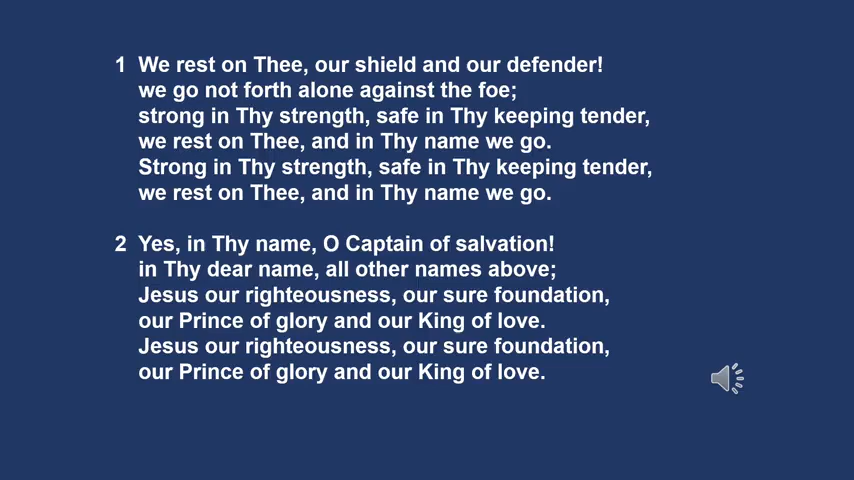 1 We rest on Thee, our shield and our defender!
we go not forth alone against the foe;
strong in Thy strength, safe in Thy keeping tender,
we rest on Thee, and in Thy name we go.
Strong in Thy strength, safe in Thy keeping tender,
we rest on Thee, and in Thy name we go.
2 Yes, in Thy name, O Captain of salvation!
in Thy dear name, all other names above;
Jesus our righteousness, our sure foundation,
our Prince of glory and our King of love.
Jesus our righteousness, our sure foundation,
our Prince of glory and our King of love.